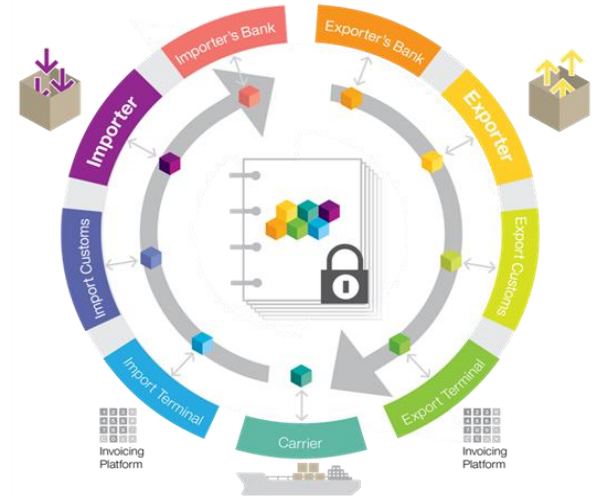 Importer's Bank
Exporter's Bank
Importer
Exporter
Import Customs
Export Customs
Import Terminal
Export Terminal
Carrier
Invoicing
Platform
Invoicing
Platform